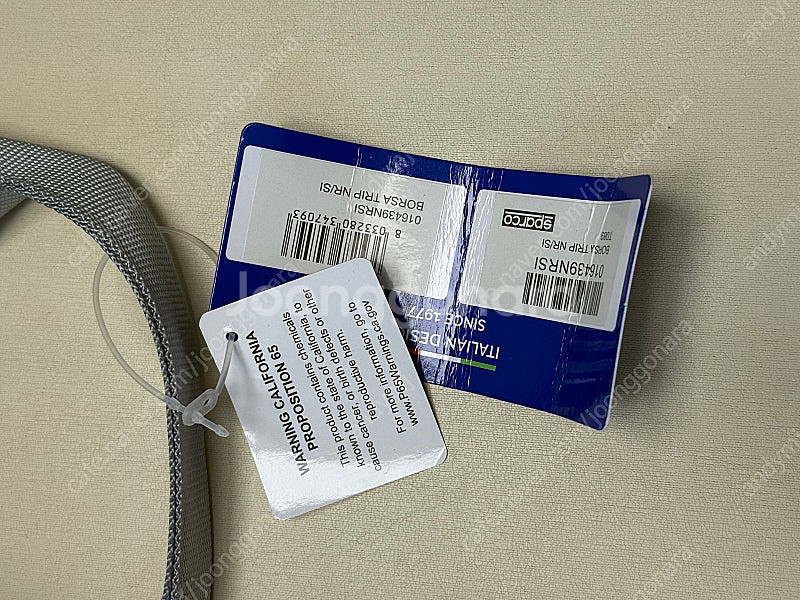 8 033280 347093
016439NRSI
BORSA TRIP NR/SI
sparco
T089
BORSA TRIP NR/SI
016439NRSI
ITALIAN DES
SINCE 1977
WARNING CALIFORNIA
PROPOSITION 65
This product contains chemicals
known to the state of California to
cause cancer, or birth defects or other
reproductive harm.
For more information, go to
www.P65Warnings.ca.gov
Joonggonara